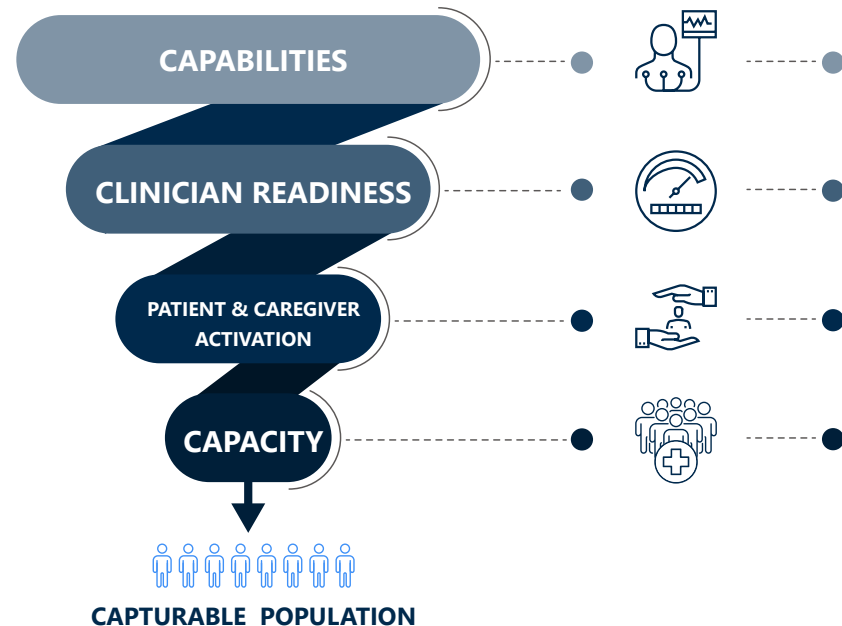 CAPABILITIES
CLINICIAN READINESS
PATIENT & CAREGIVER
ACTIVATION
CAPACITY
CAPTURABLE POPULATION